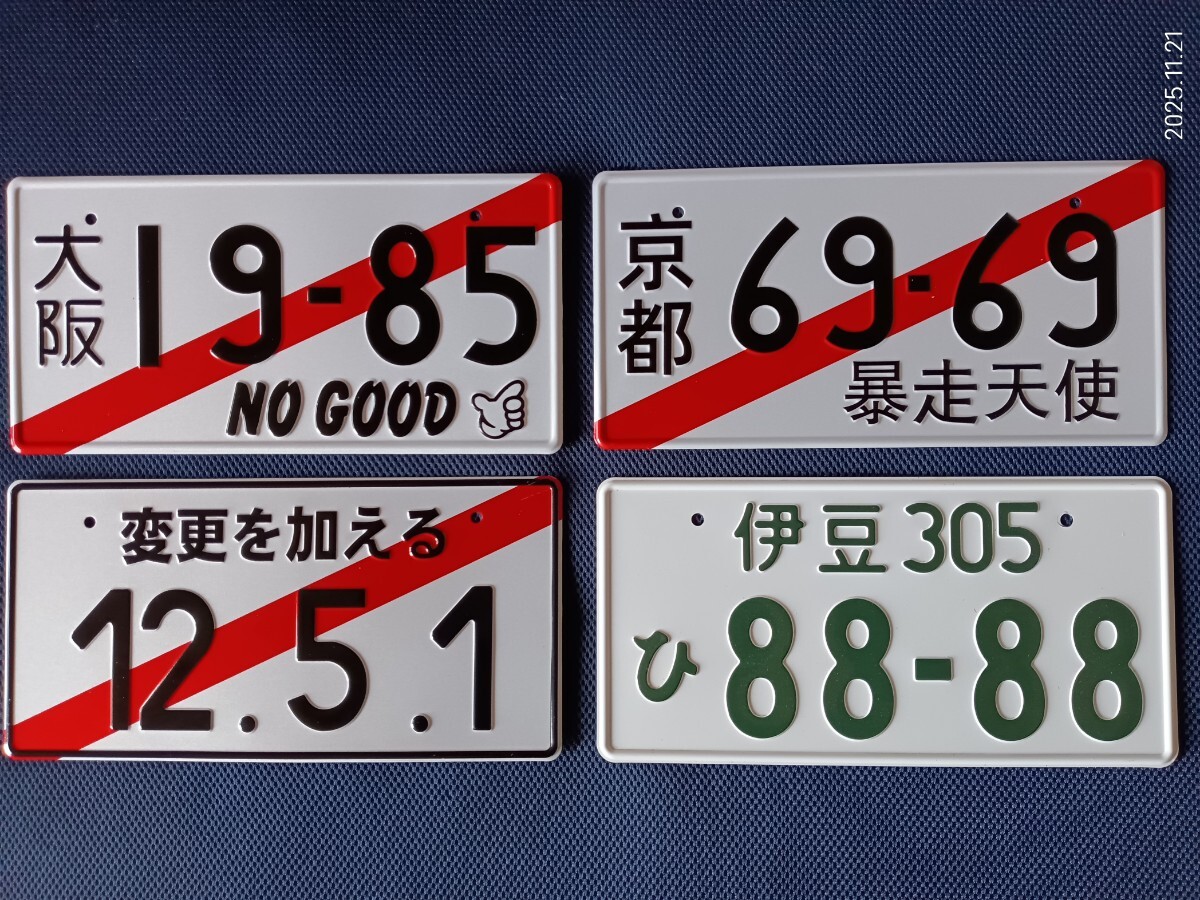 2025.11.21
大阪
19-85
NO GOOD
京都
69-69
暴走天使
変更を加える
12.5.1
伊豆305
ひ 88-88